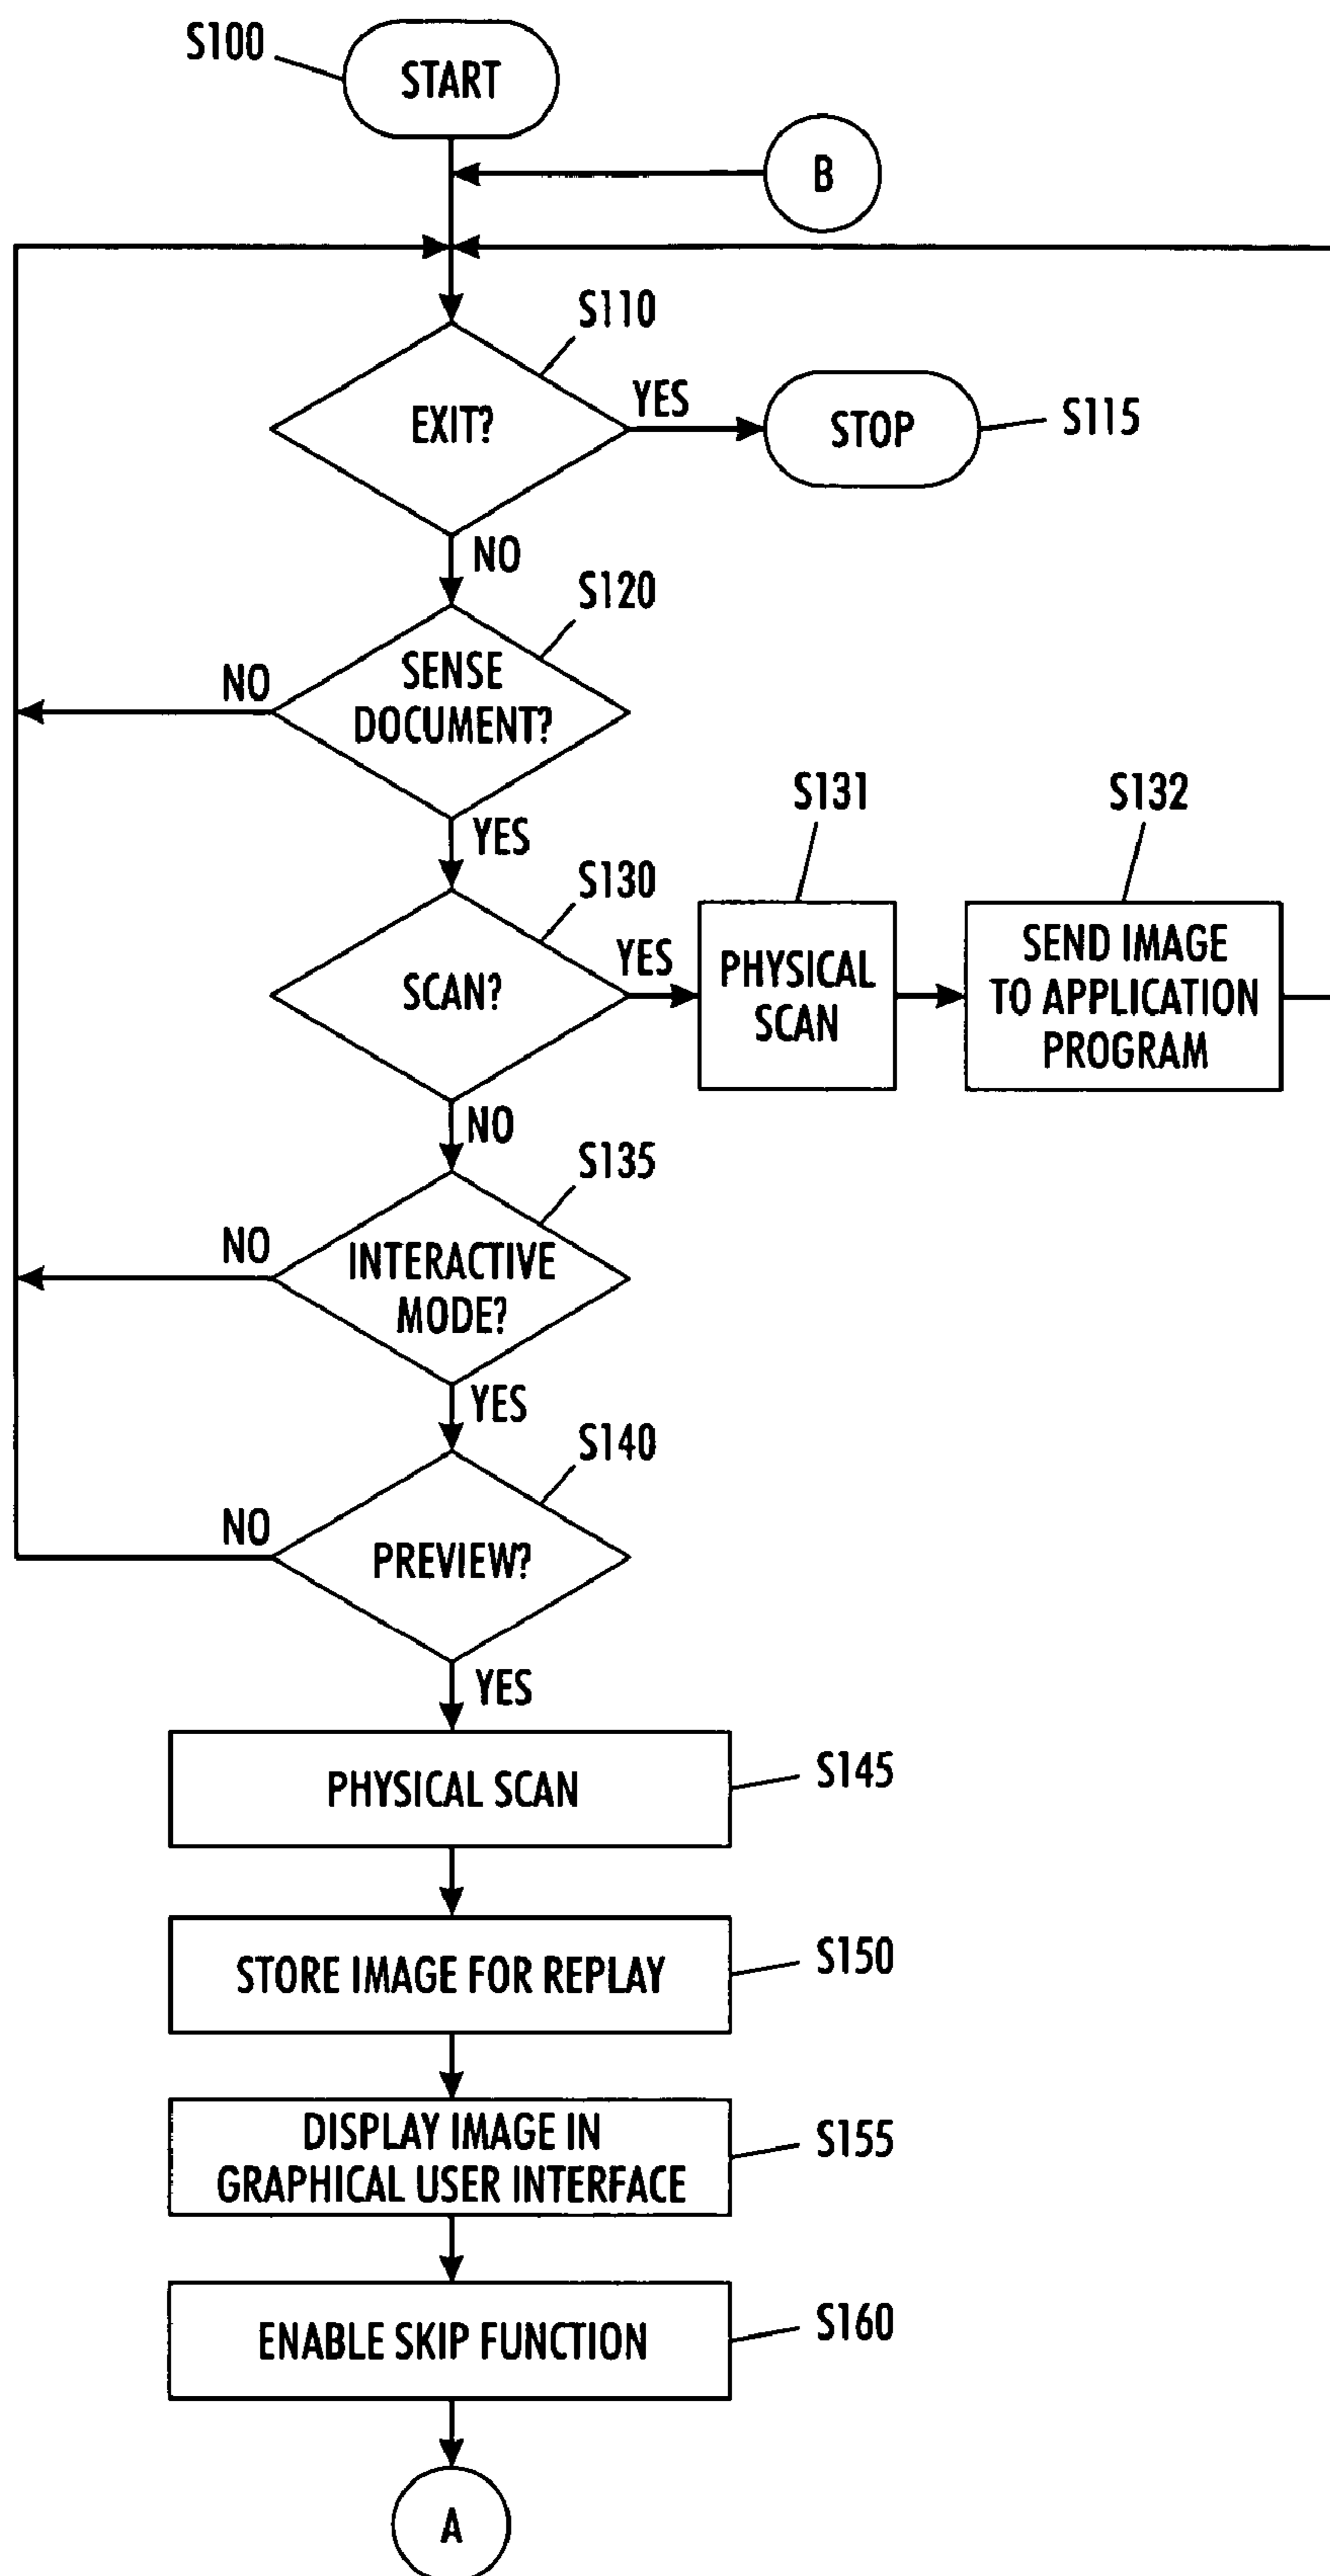 S100
START
B
S110
EXIT?
YES
STOP
S115
NO
S120
SENSE
DOCUMENT?
NO
YES
S130
SCAN?
YES
S131
PHYSICAL
SCAN
S132
SEND IMAGE
TO APPLICATION
PROGRAM
NO
S135
INTERACTIVE
MODE?
NO
YES
S140
PREVIEW?
NO
YES
PHYSICAL SCAN
S145
STORE IMAGE FOR REPLAY
S150
DISPLAY IMAGE IN
GRAPHICAL USER INTERFACE
S155
ENABLE SKIP FUNCTION
S160
A